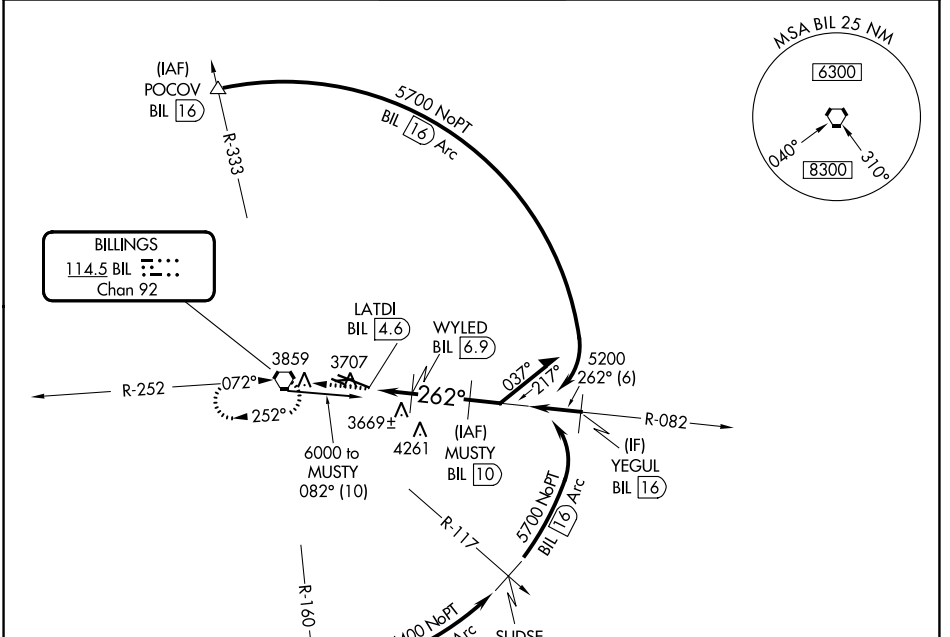 MSA BIL 25 NM
6300
040°
310°
8300
(IAF)
POCOV
BIL 16
5700 NoPT
BIL 16 Arc
R-333
BILLINGS
114.5 BIL
Chan 92
LATDI
BIL 4.6
WYLED
BIL 6.9
3859
3707
5200
262° (6)
037°
217°
R-252
072°
262°
252°
3669±
4261
R-082
(IAF)
MUSTY
BIL 10
(IF)
YEGUL
BIL 16
6000 to
MUSTY
082° (10)
5700 NoPT
BIL 16 Arc
R-117
R-160
400 NoPT
Arc